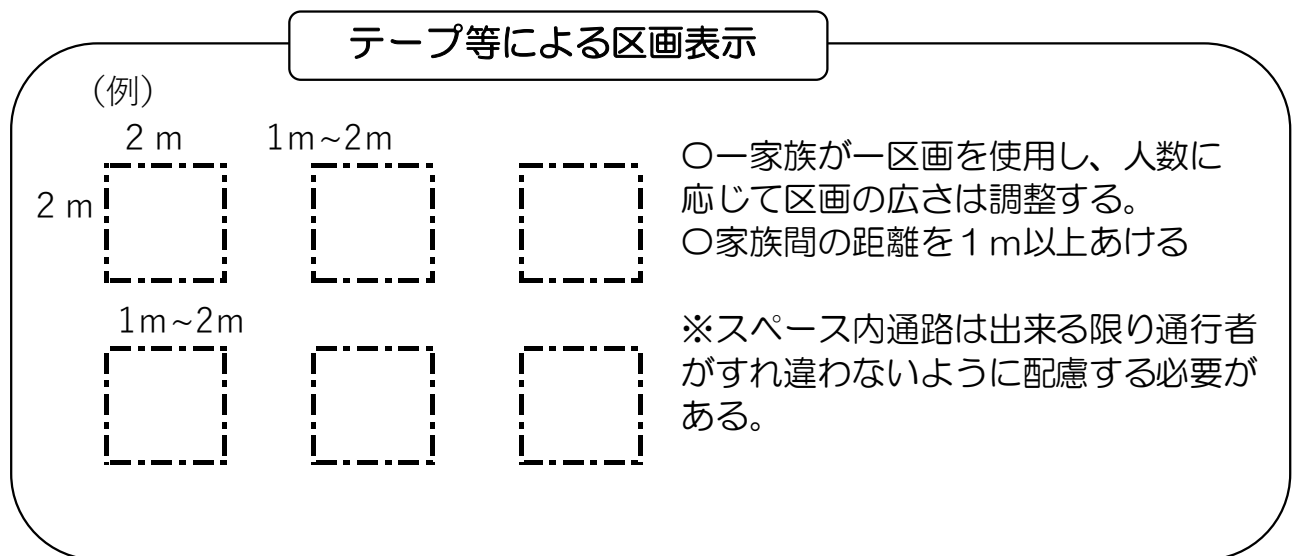 テープ等による区画表示
(例)
2 m
1m~2m
2 m
1m~2m
〇一家族が一区画を使用し、人数に
応じて区画の広さは調整する。
〇家族間の距離を1m以上あける
※スペース内通路は出来る限り通行者
がすれ違わないように配慮する必要が
ある。